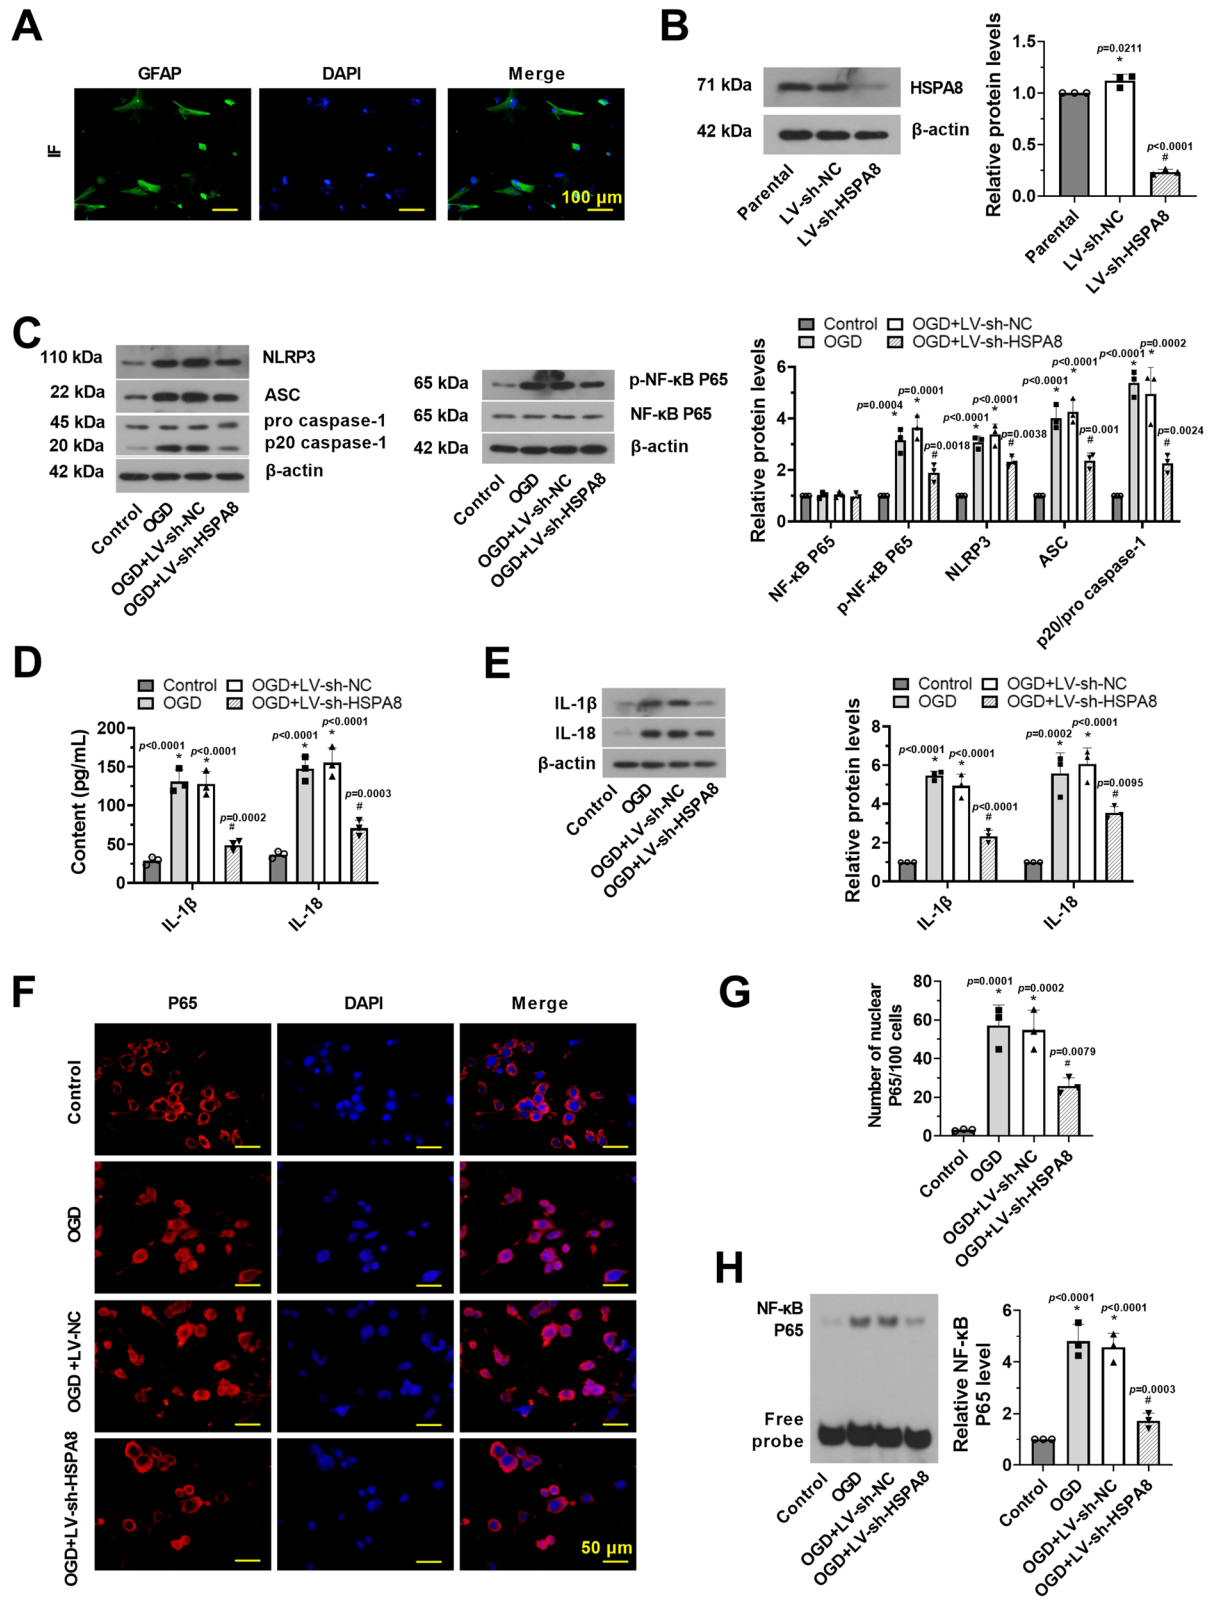 A
GFAP
DAPI
Merge
IF
100 μm
B
71 kDa
HSPA8
42 kDa
β-actin
Parental
LV-sh-NC
LV-sh-HSPA8
Relative protein levels
1.5
1.0
0.5
0.0
p=0.0211
*
p<0.0001
#
Parental
LV-sh-NC
LV-sh-HSPA8
C
110 kDa
NLRP3
22 kDa
ASC
45 kDa
pro caspase-1
20 kDa
p20 caspase-1
42 kDa
β-actin
Control
OGD
OGD+LV-sh-NC
OGD+LV-sh-HSPA8
65 kDa
p-NF-κB P65
65 kDa
NF-κB P65
42 kDa
β-actin
Control
OGD
OGD+LV-sh-NC
OGD+LV-sh-HSPA8
Control
OGD+LV-sh-NC
OGD
OGD+LV-sh-HSPA8
Relative protein levels
6
4
2
0
p=0.0004
*
p=0.0001
*
p=0.0018
#
p<0.0001
*
p=0.0001
*
p=0.0038
#
p<0.0001
*
p<0.0001
*
p=0.001
#
p<0.0001
*
p=0.0002
*
p=0.0024
#
NF-κB P65
p-NF-κB P65
NLRP3
ASC
p20/pro caspase-1
D
Control
OGD+LV-sh-NC
OGD
OGD+LV-sh-HSPA8
Content (pg/mL)
200
150
100
50
0
p<0.0001
*
p<0.0001
*
p=0.0002
#
p<0.0001
*
p<0.0001
*
p=0.0003
#
IL-1β
IL-18
E
IL-1β
IL-18
β-actin
Control
OGD
OGD+LV-sh-NC
OGD+LV-sh-HSPA8
Control
OGD+LV-sh-NC
OGD
OGD+LV-sh-HSPA8
Relative protein levels
8
6
4
2
0
p<0.0001
*
p<0.0001
*
p<0.0001
#
p=0.0002
*
p<0.0001
*
p=0.0095
#
IL-1β
IL-18
F
P65
DAPI
Merge
Control
OGD
OGD +LV-NC
OGD+LV-sh-HSPA8
50 μm
G
Number of nuclear
P65/100 cells
80
60
40
20
0
p=0.0001
*
p=0.0002
*
p=0.0079
#
Control
OGD
OGD+LV-sh-NC
OGD+LV-sh-HSPA8
H
NF-κB
P65
Free
probe
Control
OGD
OGD+LV-sh-NC
OGD+LV-sh-HSPA8
Relative NF-κB
P65 level
6
4
2
0
p<0.0001
*
p<0.0001
*
p=0.0003
#
Control
OGD
OGD+LV-sh-NC
OGD+LV-sh-HSPA8